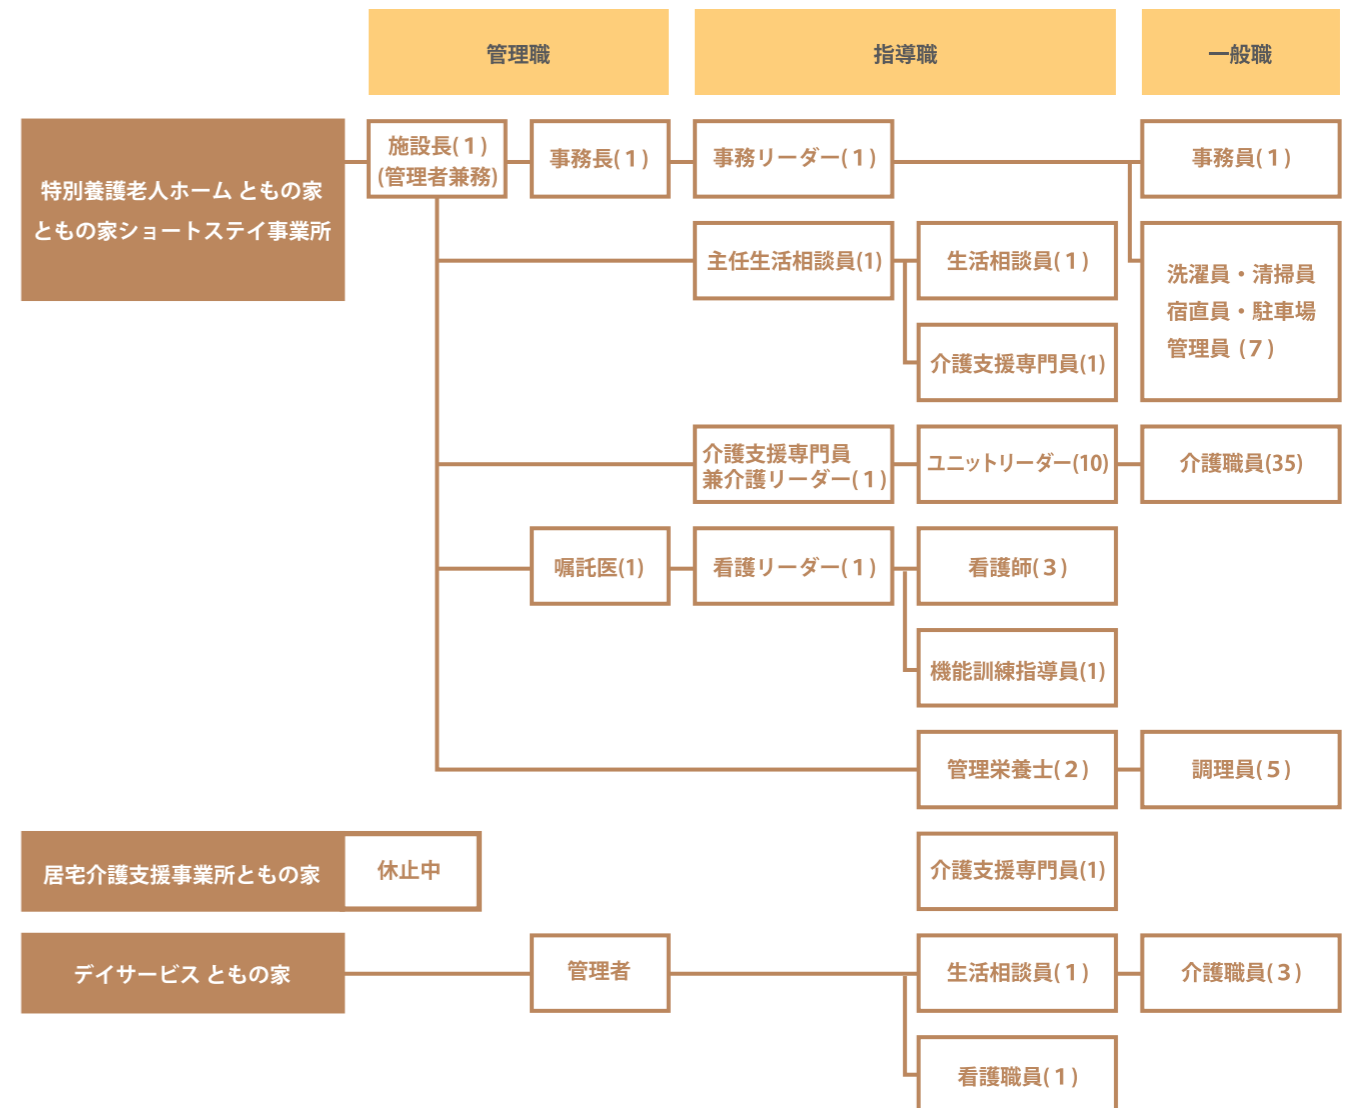 管理職
指導職
一般職
特別養護老人ホーム ともの家
ともの家ショートステイ事業所
施設長(1)
(管理者兼務)
事務長(1)
事務リーダー(1)
事務員(1)
主任生活相談員(1)
生活相談員(1)
洗濯員・清掃員
宿直員・駐車場
管理員 (7)
介護支援専門員(1)
介護支援専門員
兼介護リーダー(1)
ユニットリーダー(10)
介護職員(35)
嘱託医(1)
看護リーダー(1)
看護師(3)
機能訓練指導員(1)
管理栄養士(2)
調理員(5)
居宅介護支援事業所ともの家
休止中
介護支援専門員(1)
デイサービス ともの家
管理者
生活相談員(1)
介護職員(3)
看護職員(1)